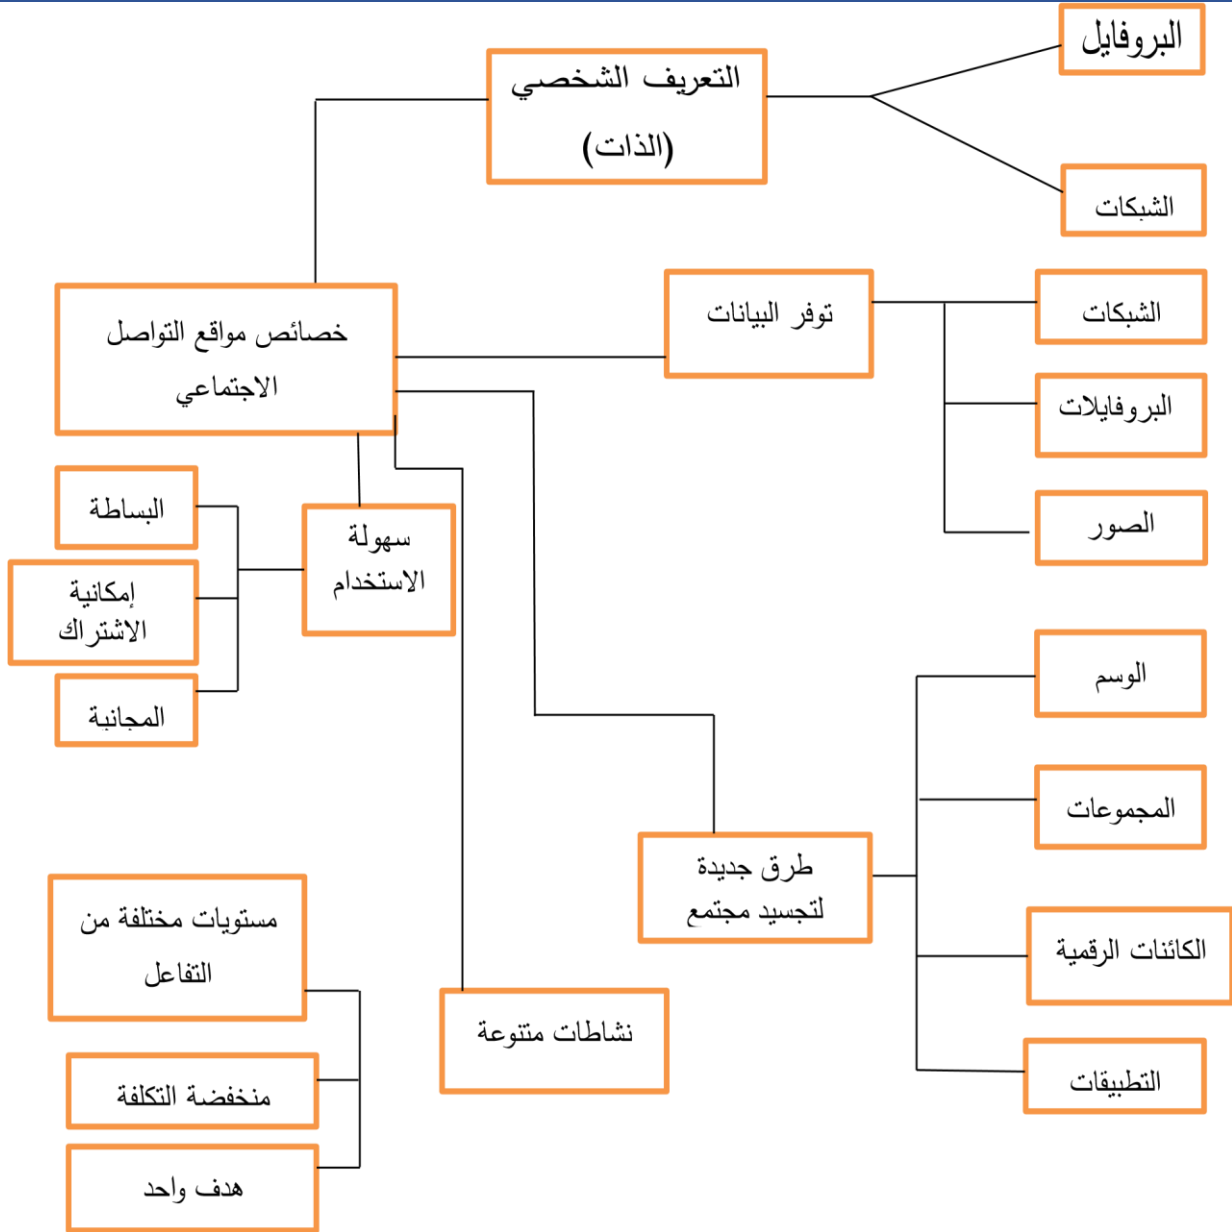 البروفايل
التعريف الشخصي
(الذات)
الشبكات
خصائص مواقع التواصل
الاجتماعي
توفر البيانات
الشبكات
البروفايلات
الصور
سهولة
الاستخدام
البساطة
إمكانية
الاشتراك
المجانية
الوسم
المجموعات
طرق جديدة
لتجسيد مجتمع
الكائنات الرقمية
التطبيقات
نشاطات متنوعة
مستويات مختلفة من
التفاعل
منخفضة التكلفة
هدف واحد